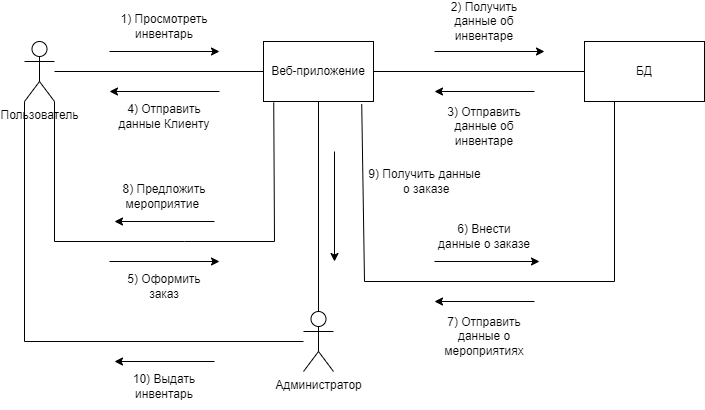 1) Просмотреть
инвентарь
2) Получить
данные об
инвентаре
Веб-приложение
БД
Пользователь
4) Отправить
данные Клиенту
3) Отправить
данные об
инвентаре
8) Предложить
мероприятие
9) Получить данные
о заказе
6) Внести
данные о заказе
5) Оформить
заказ
7) Отправить
данные о
мероприятиях
10) Выдать
инвентарь
Администратор